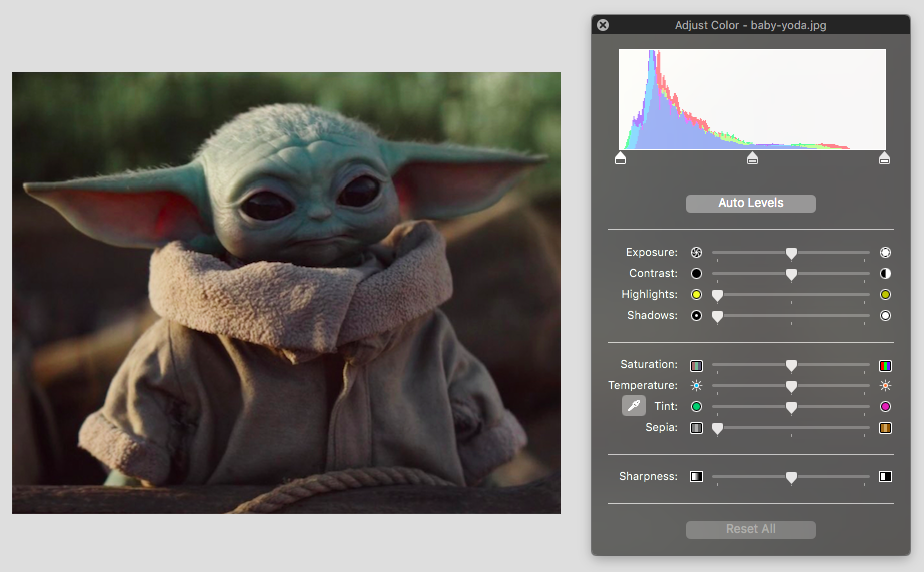 Adjust Color - baby-yoda.jpg
Auto Levels
Exposure:
Contrast:
Highlights:
Shadows:
Saturation:
Temperature:
Tint:
Sepia:
Sharpness:
Reset All